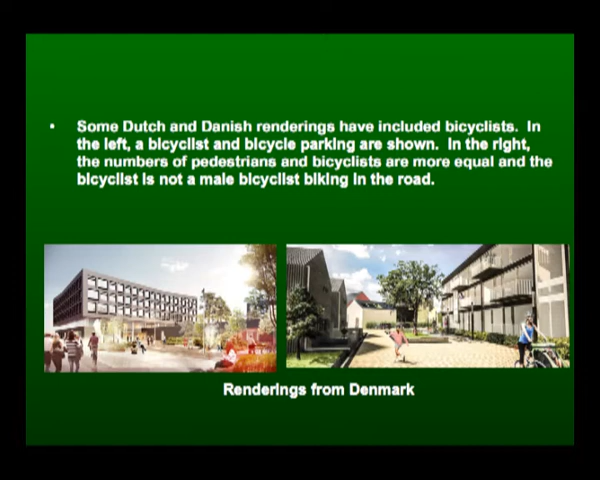 • Some Dutch and Danish renderings have included bicyclists. In
the left, a bicyclist and bicycle parking are shown. In the right,
the numbers of pedestrians and bicyclists are more equal and the
bicyclist is not a male bicyclist biking in the road.
Renderings from Denmark